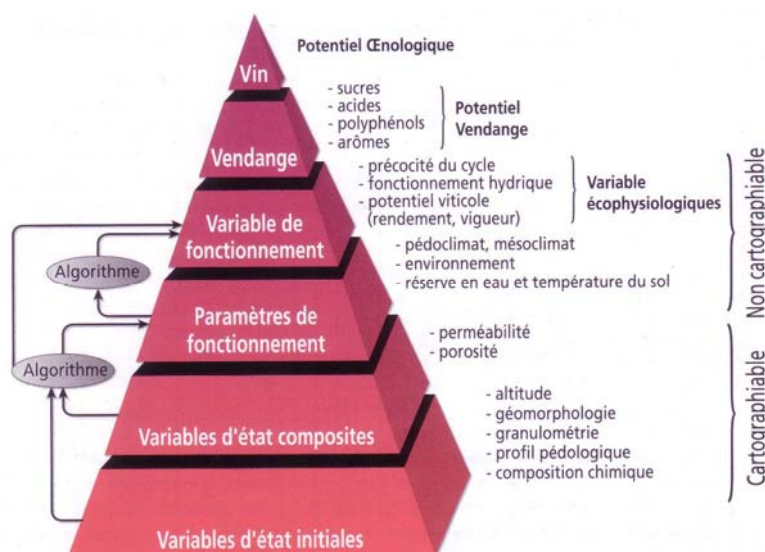 Potentiel Œnologique
Vin
- sucres
- acides
- polyphénols
- arômes
Potentiel
Vendange
Vendange
- précocité du cycle
- fonctionnement hydrique
- potentiel viticole
(rendement, vigueur)
Variable
écophysiologiques
Variable de
fonctionnement
- pédoclimat, mésoclimat
- environnement
- réserve en eau et température du sol
Non cartographiable
Algorithme
Paramètres de
fonctionnement
- perméabilité
- porosité
Algorithme
Variables d'état composites
- altitude
- géomorphologie
- granulométrie
- profil pédologique
- composition chimique
Cartographiable
Variables d'état initiales